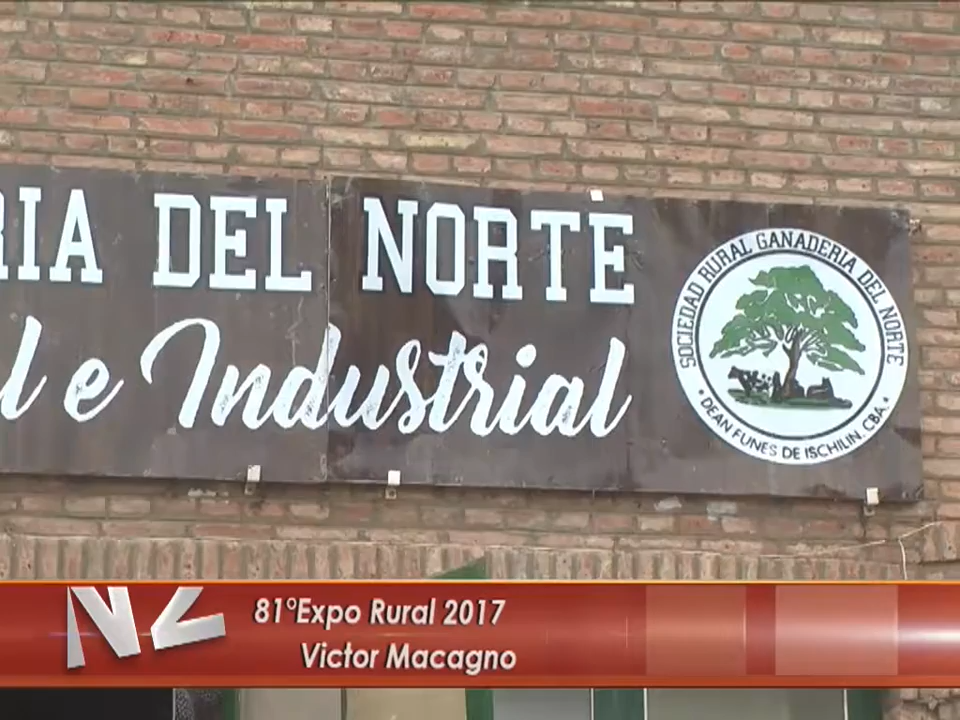 RIA DEL NORTE
l e Industrial
SOCIEDAD RURAL GANADERIA DEL NORTE
• DEAN FUNES DE ISCHILIN, CBA. •
N2
81°Expo Rural 2017
Victor Macagno